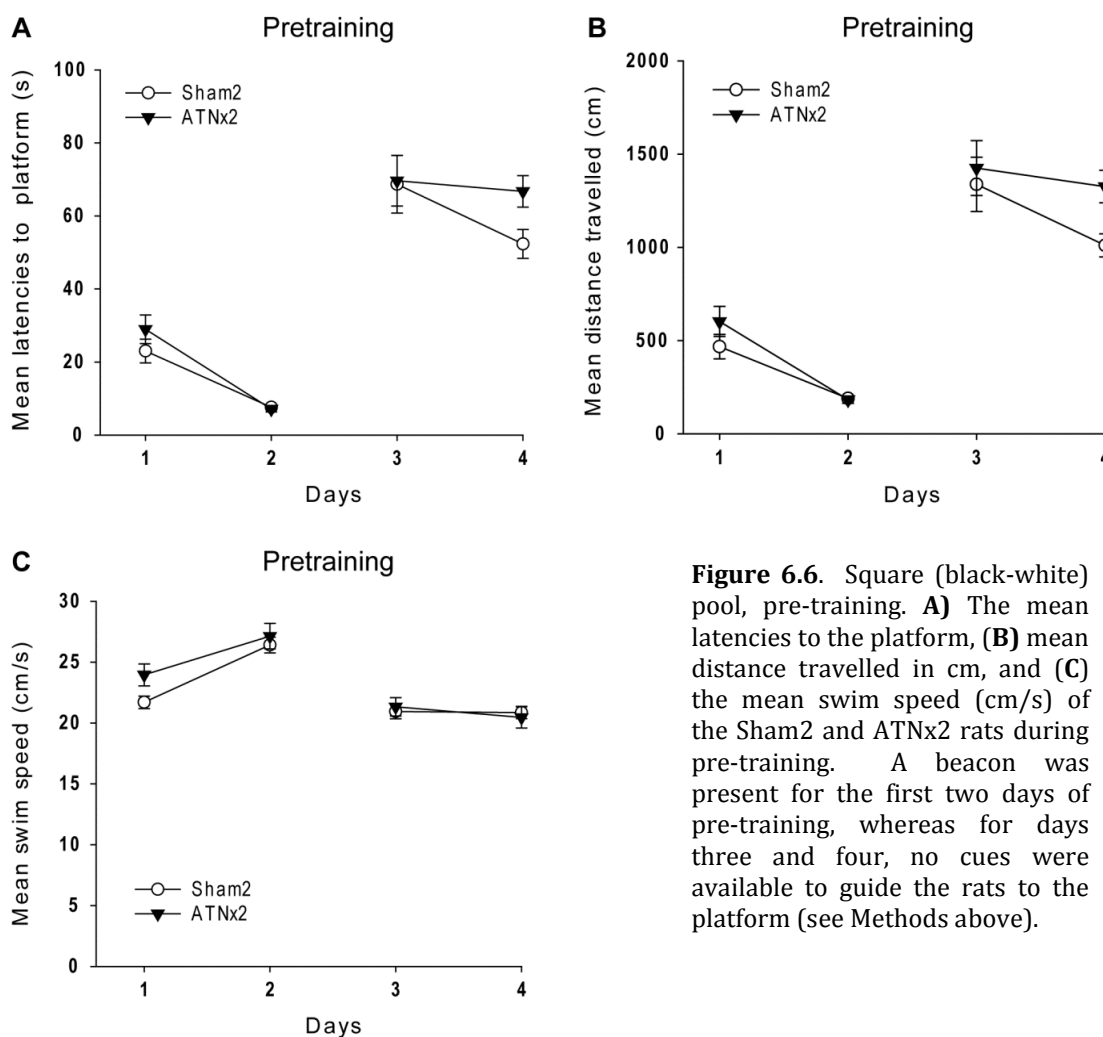 A
Pretraining
100
80
60
40
20
0
Mean latencies to platform (s)
Sham2
ATNx2
1 2 3 4
Days
B
Pretraining
2000
1500
1000
500
0
Mean distance travelled (cm)
Sham2
ATNx2
1 2 3 4
Days
C
Pretraining
30
25
20
15
10
5
0
Mean swim speed (cm/s)
Sham2
ATNx2
1 2 3 4
Days
Figure 6.6. Square (black-white)
pool, pre-training. A) The mean
latencies to the platform, (B) mean
distance travelled in cm, and (C)
the mean swim speed (cm/s) of
the Sham2 and ATNx2 rats during
pre-training. A beacon was
present for the first two days of
pre-training, whereas for days
three and four, no cues were
available to guide the rats to the
platform (see Methods above).